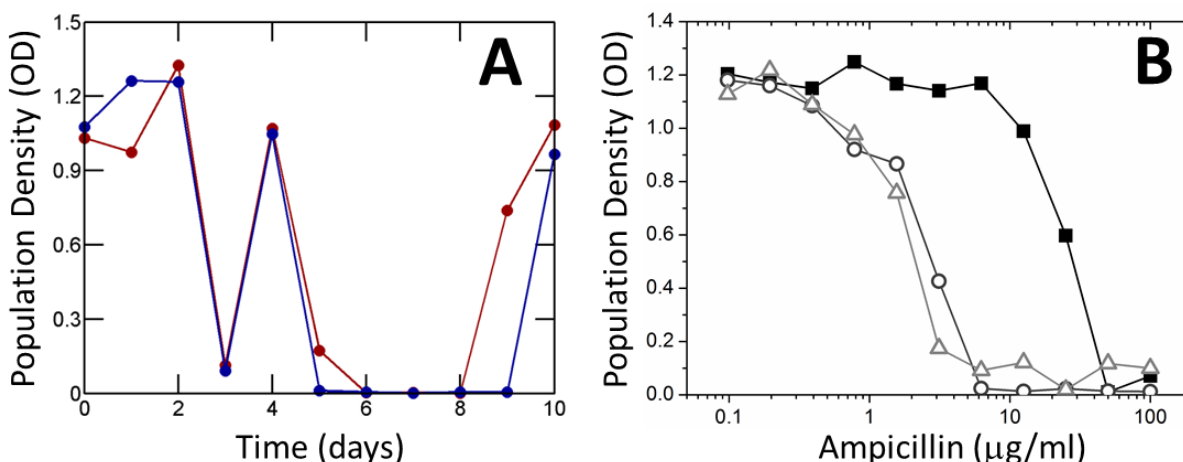 A
Population Density (OD)
1.5
1.2
0.9
0.6
0.3
0
0 2 4 6 8 10
Time (days)
B
Population Density (OD)
1.4
1.2
1.0
0.8
0.6
0.4
0.2
0.0
0.1 1 10 100
Ampicillin (µg/ml)